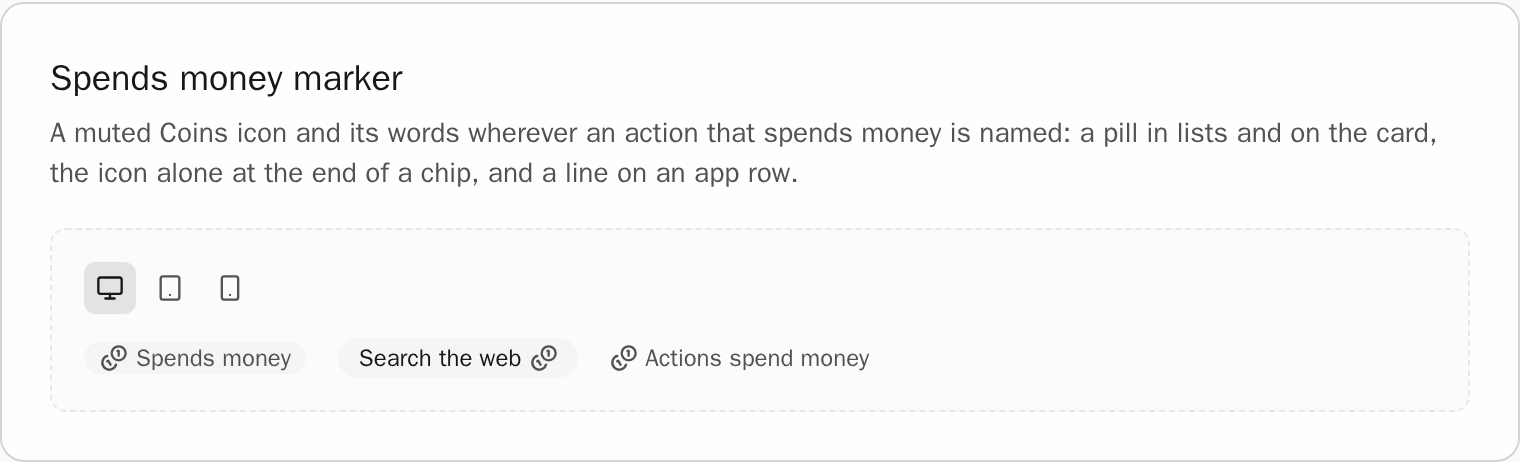 Spends money marker
A muted Coins icon and its words wherever an action that spends money is named: a pill in lists and on the card,
the icon alone at the end of a chip, and a line on an app row.
Spends money
Search the web
Actions spend money